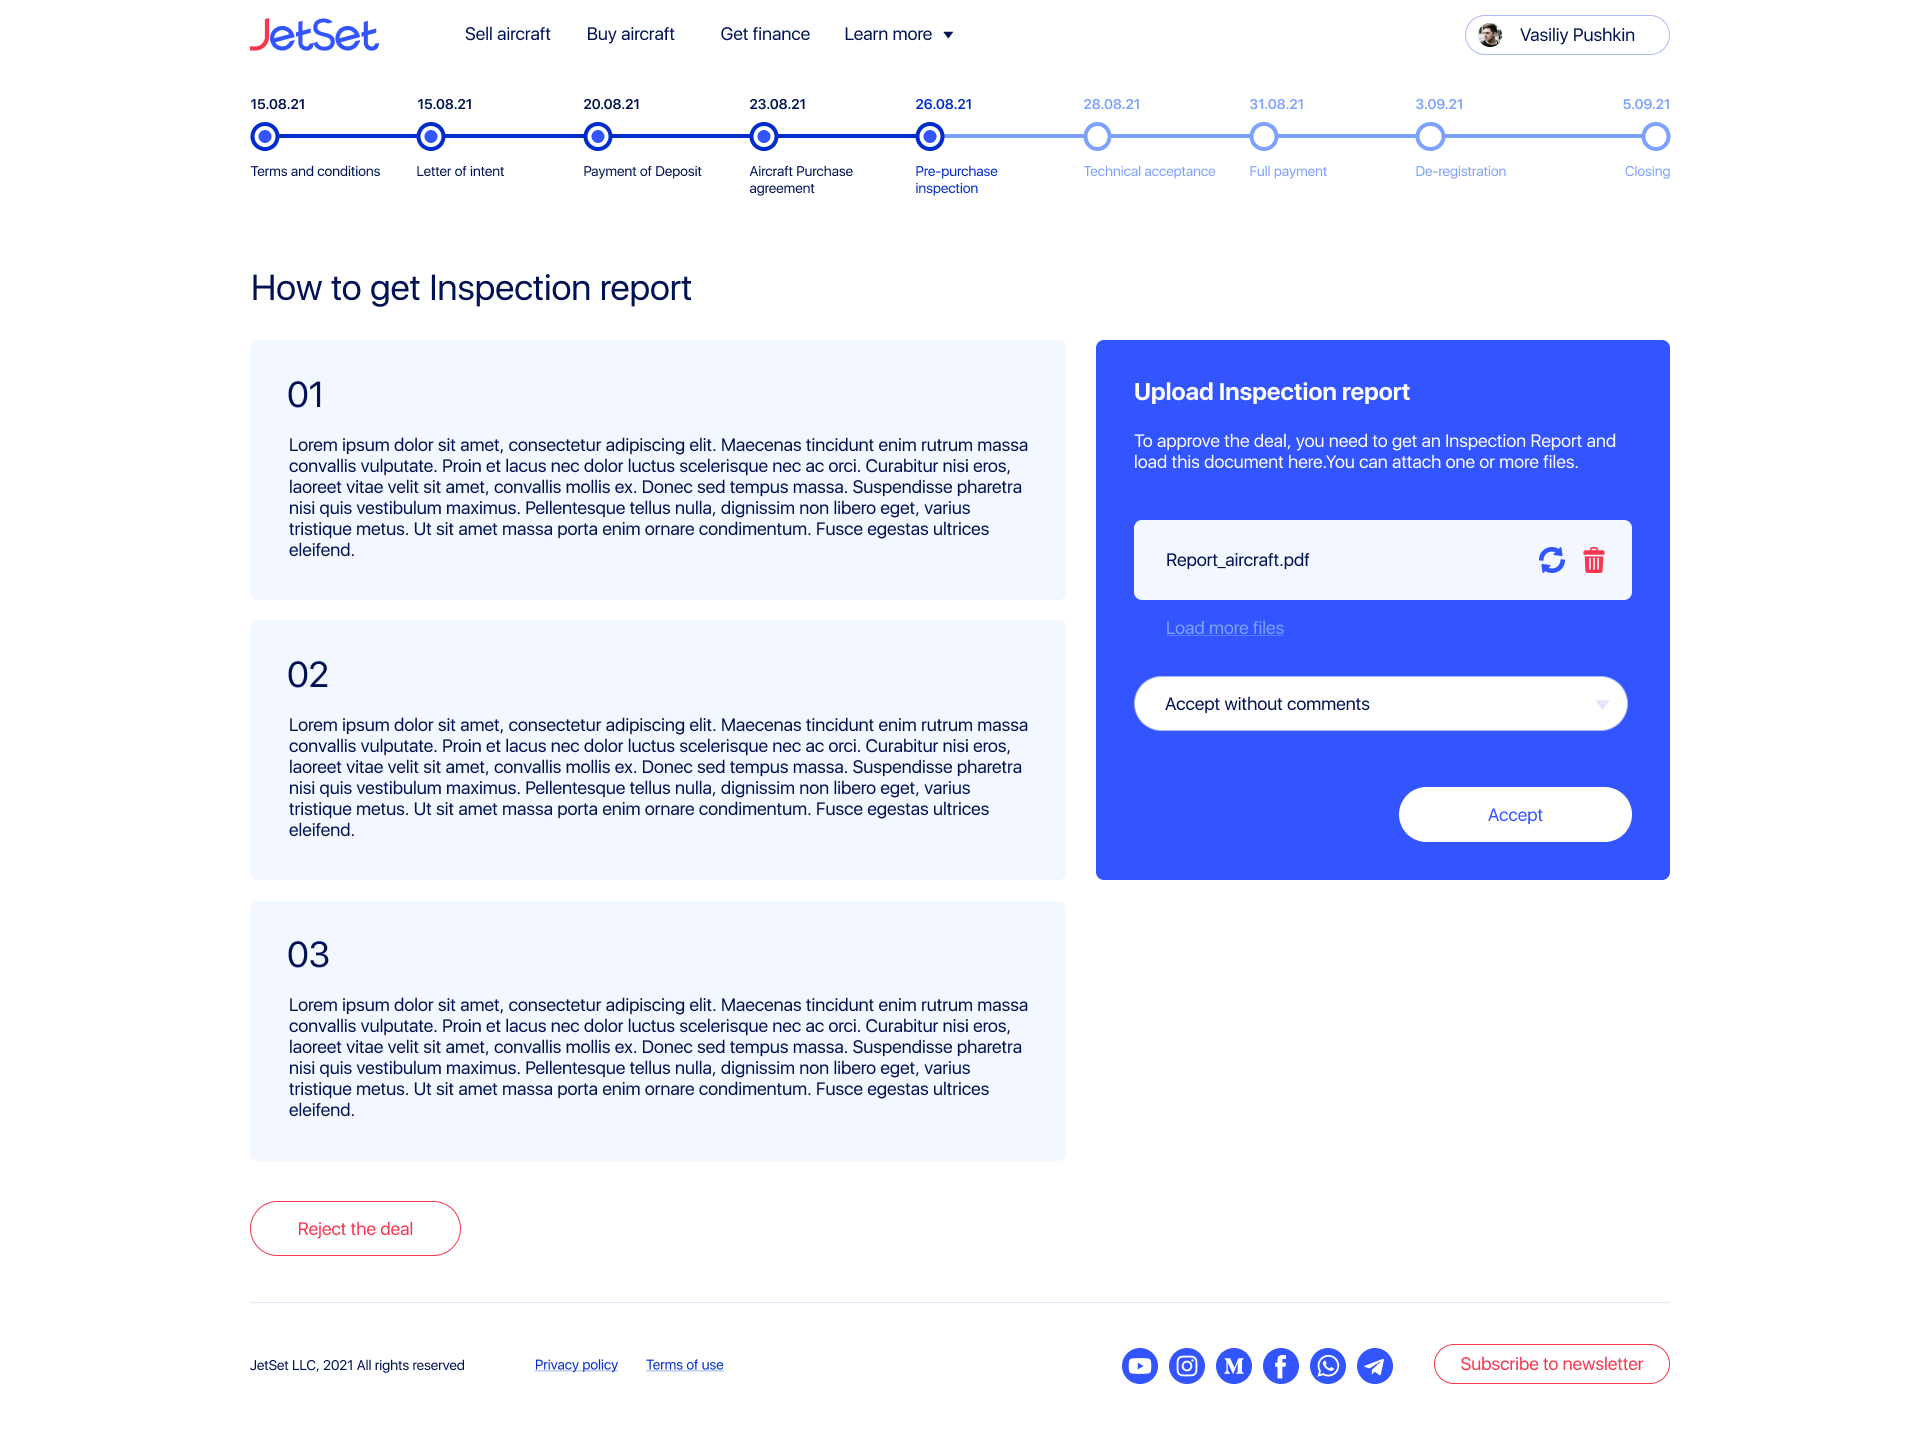 JetSet
Sell aircraft
Buy aircraft
Get finance
Learn more
Vasiliy Pushkin
15.08.21
15.08.21
20.08.21
23.08.21
26.08.21
28.08.21
31.08.21
3.09.21
5.09.21
Terms and conditions
Letter of intent
Payment of Deposit
Aircraft Purchase
agreement
Pre-purchase
inspection
Technical acceptance
Full payment
De-registration
Closing
How to get Inspection report
01
Lorem ipsum dolor sit amet, consectetur adipiscing elit. Maecenas tincidunt enim rutrum massa
convallis vulputate. Proin et lacus nec dolor luctus scelerisque nec ac orci. Curabitur nisi eros,
laoreet vitae velit sit amet, convallis mollis ex. Donec sed tempus massa. Suspendisse pharetra
nisi quis vestibulum maximus. Pellentesque tellus nulla, dignissim non libero eget, varius
tristique metus. Ut sit amet massa porta enim ornare condimentum. Fusce egestas ultrices
eleifend.
02
Lorem ipsum dolor sit amet, consectetur adipiscing elit. Maecenas tincidunt enim rutrum massa
convallis vulputate. Proin et lacus nec dolor luctus scelerisque nec ac orci. Curabitur nisi eros,
laoreet vitae velit sit amet, convallis mollis ex. Donec sed tempus massa. Suspendisse pharetra
nisi quis vestibulum maximus. Pellentesque tellus nulla, dignissim non libero eget, varius
tristique metus. Ut sit amet massa porta enim ornare condimentum. Fusce egestas ultrices
eleifend.
03
Lorem ipsum dolor sit amet, consectetur adipiscing elit. Maecenas tincidunt enim rutrum massa
convallis vulputate. Proin et lacus nec dolor luctus scelerisque nec ac orci. Curabitur nisi eros,
laoreet vitae velit sit amet, convallis mollis ex. Donec sed tempus massa. Suspendisse pharetra
nisi quis vestibulum maximus. Pellentesque tellus nulla, dignissim non libero eget, varius
tristique metus. Ut sit amet massa porta enim ornare condimentum. Fusce egestas ultrices
eleifend.
Upload Inspection report
To approve the deal, you need to get an Inspection Report and
load this document here.You can attach one or more files.
Report_aircraft.pdf
Load more files
Accept without comments
Accept
Reject the deal
JetSet LLC, 2021 All rights reserved
Privacy policy
Terms of use
Subscribe to newsletter